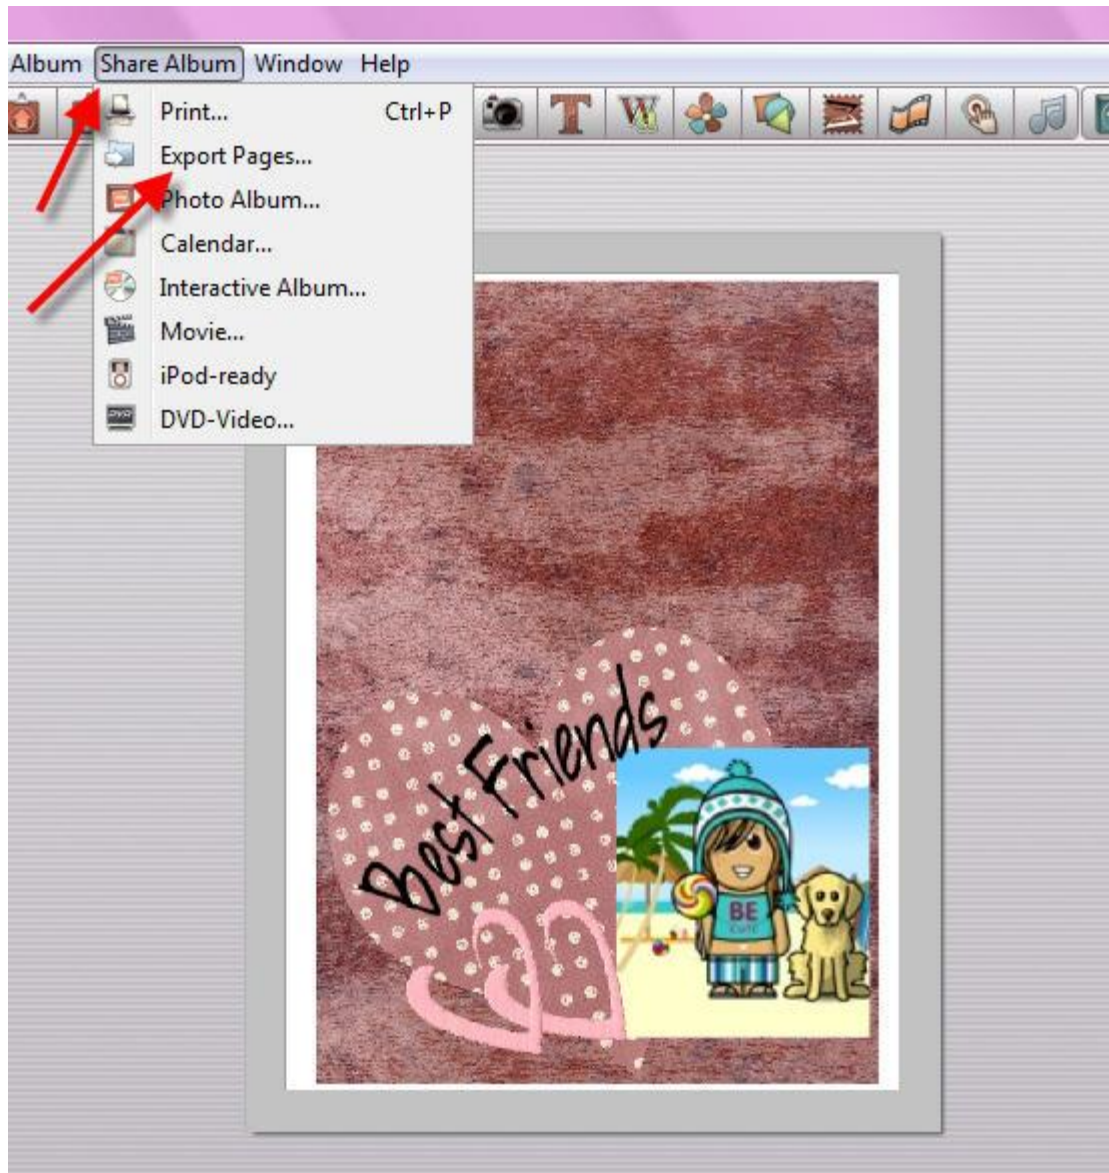 Album Share Album Window Help
Print... Ctrl+P
Export Pages...
Photo Album...
Calendar...
Interactive Album...
Movie...
iPod-ready
DVD-Video...
Best Friends
BE
CUTE